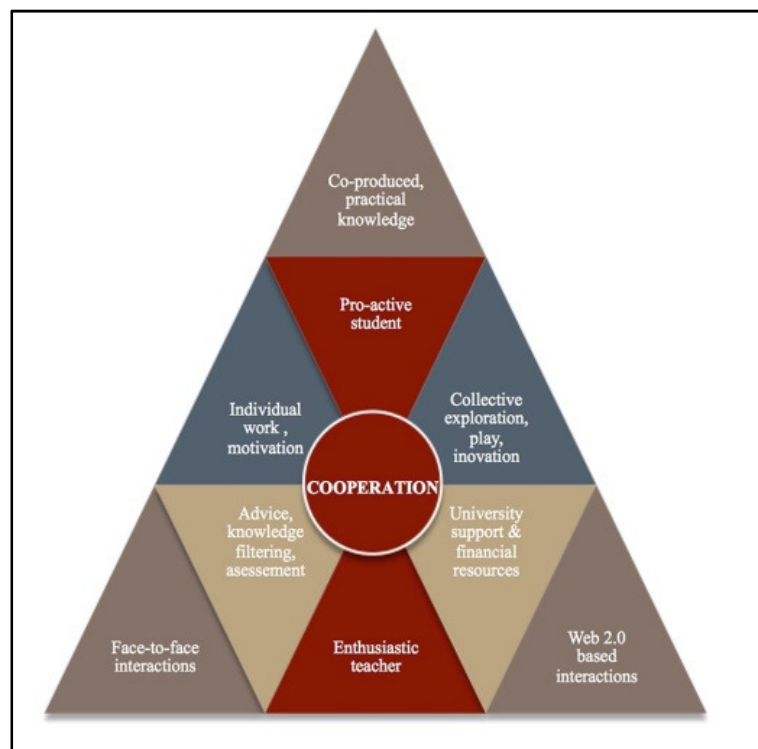 Co-produced,
practical
knowledge
Pro-active
student
Individual
work ,
motivation
Collective
exploration,
play,
inovation
COOPERATION
Advice,
knowledge
filtering,
asessement
University
support &
financial
resources
Face-to-face
interactions
Enthusiastic
teacher
Web 2.0
based
interactions